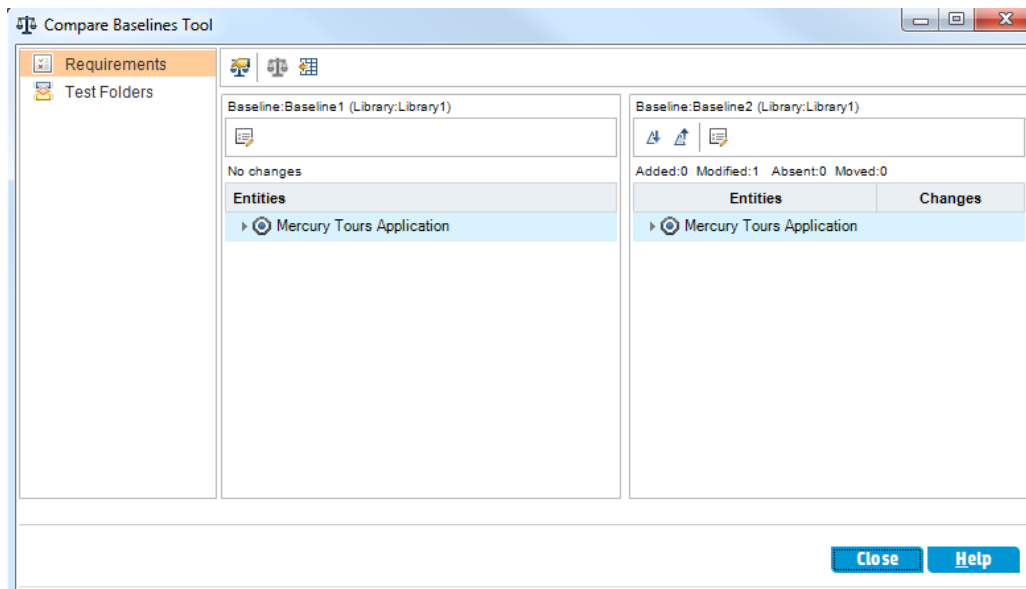 Compare Baselines Tool
Requirements
Test Folders
Baseline:Baseline1 (Library:Library1)
No changes
Entities
Mercury Tours Application
Baseline:Baseline2 (Library:Library1)
Added:0 Modified:1 Absent:0 Moved:0
Entities Changes
Mercury Tours Application
Close Help